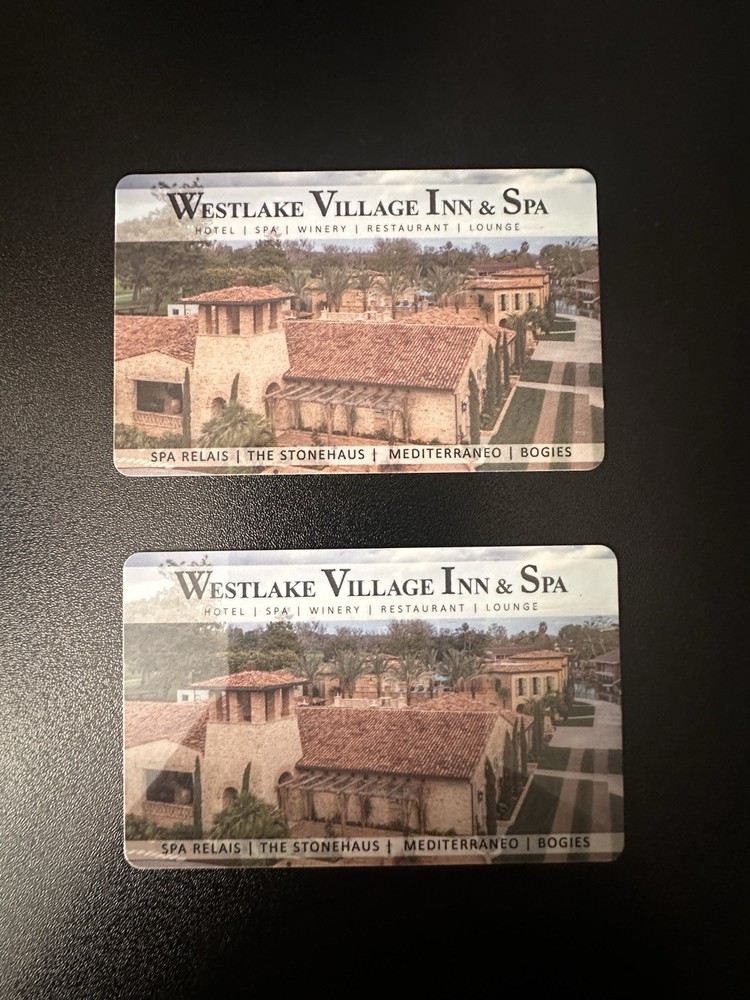 WESTLAKE VILLAGE INN & SPA
HOTEL | SPA | WINERY | RESTAURANT | LOUNGE
SPA RELAIS | THE STONEHAUS | MEDITERRANEO | BOGIES
WESTLAKE VILLAGE INN & SPA
HOTEL | SPA | WINERY | RESTAURANT | LOUNGE
SPA RELAIS | THE STONEHAUS | MEDITERRANEO | BOGIES